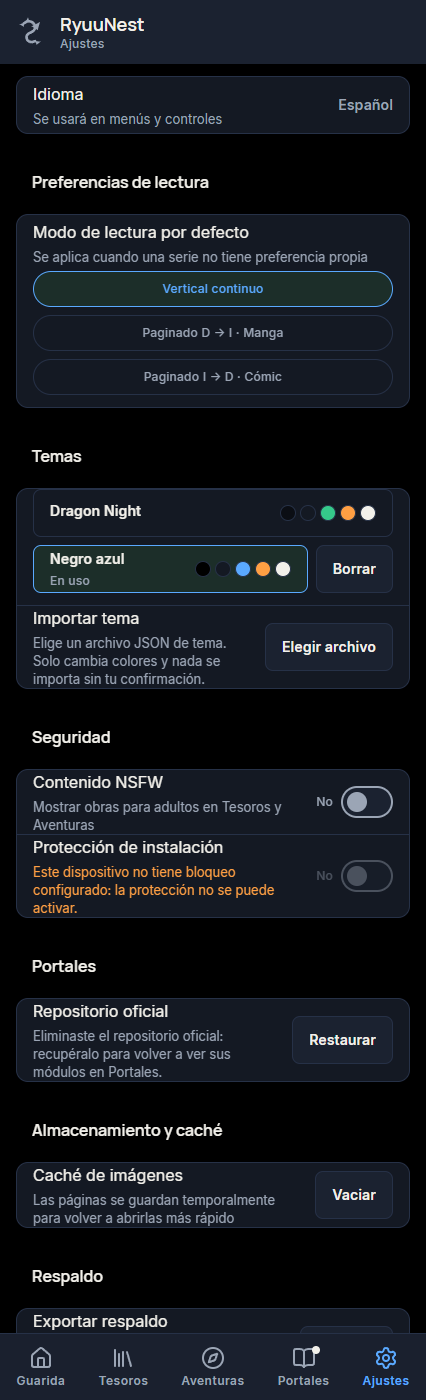 RyuuNest
Ajustes
Idioma
Se usará en menús y controles
Español
Preferencias de lectura
Modo de lectura por defecto
Se aplica cuando una serie no tiene preferencia propia
Vertical continuo
Paginado D → I · Manga
Paginado I → D · Cómic
Temas
Dragon Night
Negro azul
En uso
Borrar
Importar tema
Elige un archivo JSON de tema.
Solo cambia colores y nada se
importa sin tu confirmación.
Elegir archivo
Seguridad
Contenido NSFW
Mostrar obras para adultos en Tesoros y
Aventuras
No
Protección de instalación
Este dispositivo no tiene bloqueo
configurado: la protección no se puede
activar.
No
Portales
Repositorio oficial
Eliminaste el repositorio oficial:
recupéralo para volver a ver sus
módulos en Portales.
Restaurar
Almacenamiento y caché
Caché de imágenes
Las páginas se guardan temporalmente
para volver a abrirlas más rápido
Vaciar
Respaldo
Exportar respaldo
Guarida
Tesoros
Aventuras
Portales
Ajustes